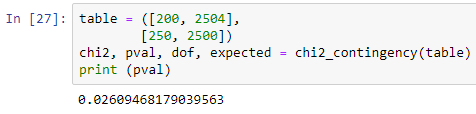 In [27]: table = ([200, 2504],
[250, 2500])
chi2, pval, dof, expected = chi2_contingency(table)
print (pval)
0.02609468179039563